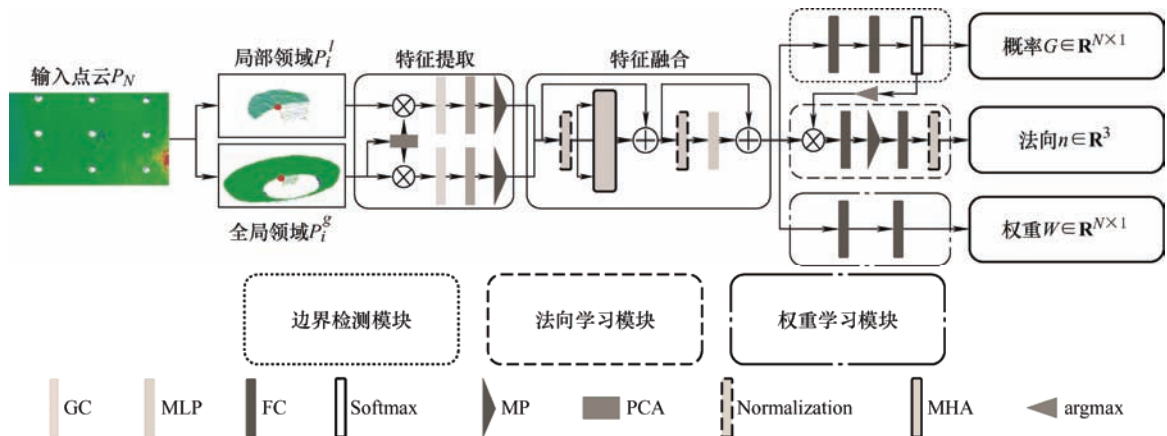 输入点云P_N
局部领域P_i^l
全局领域P_i^g
特征提取
特征融合
概率G∈R^{N×1}
法向n∈R^3
权重W∈R^{N×1}
边界检测模块
法向学习模块
权重学习模块
GC
MLP
FC
Softmax
MP
PCA
Normalization
MHA
argmax